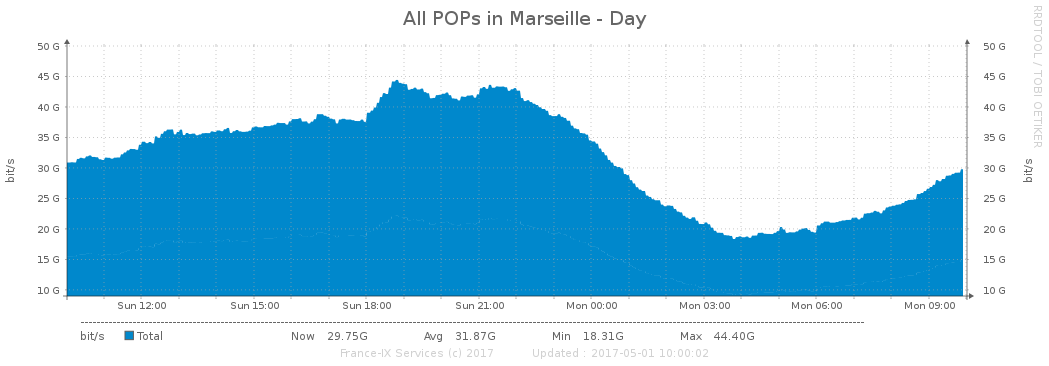 All POPs in Marseille - Day
RRDTOOL / TOBI OETIKER
bit/s
bit/s
50 G 50 G
45 G 45 G
40 G 40 G
35 G 35 G
30 G 30 G
25 G 25 G
20 G 20 G
15 G 15 G
10 G 10 G
Sun 12:00 Sun 15:00 Sun 18:00 Sun 21:00 Mon 00:00 Mon 03:00 Mon 06:00 Mon 09:00
bit/s Total Now 29.75G Avg 31.87G Min 18.31G Max 44.40G
France-IX Services (c) 2017 Updated : 2017-05-01 10:00:02